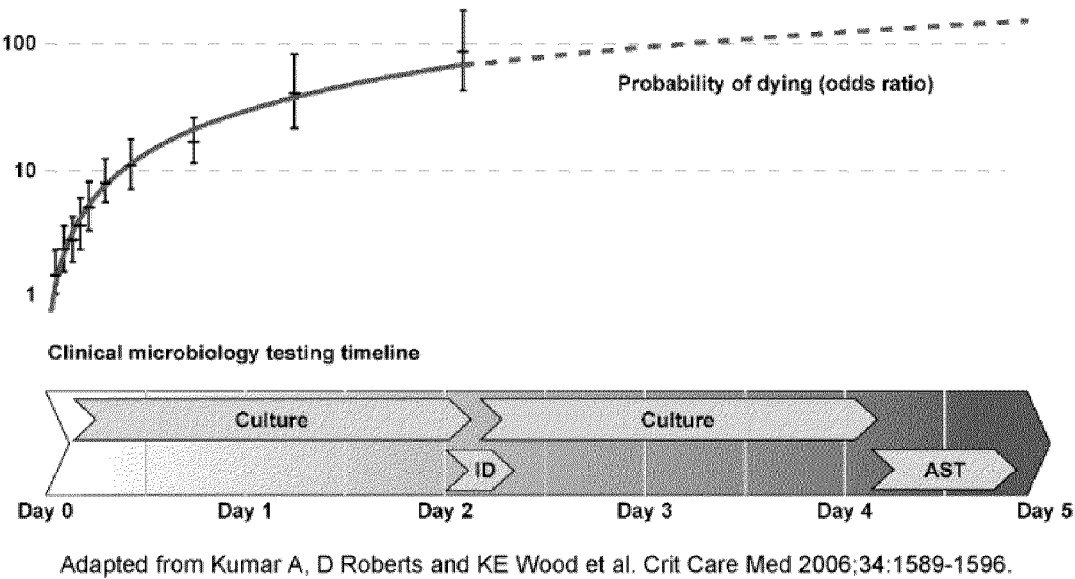 100
Probability of dying (odds ratio)
10
1
Clinical microbiology testing timeline
Culture Culture
ID AST
Day 0 Day 1 Day 2 Day 3 Day 4 Day 5
Adapted from Kumar A, D Roberts and KE Wood et al. Crit Care Med 2006;34:1589-1596.